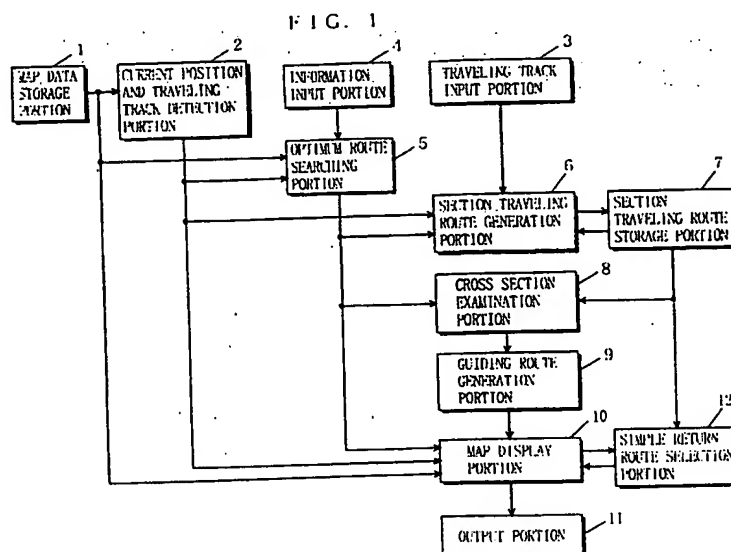 FIG. 1
1
2
4
3
MAP DATA
STORAGE
PORTION
CURRENT POSITION
AND TRAVELING
TRACK DETECTION
PORTION
INFORMATION
INPUT PORTION
TRAVELING TRACK
INPUT PORTION
5
OPTIMUM ROUTE
SEARCHING
PORTION
6
7
SECTION TRAVELING
ROUTE GENERATION
PORTION
SECTION
TRAVELING ROUTE
STORAGE PORTION
8
CROSS SECTION
EXAMINATION
PORTION
9
GUIDING ROUTE
GENERATION
PORTION
10
12
MAP DISPLAY
PORTION
SIMPLE RETURN
ROUTE SELECTION
PORTION
11
OUTPUT PORTION